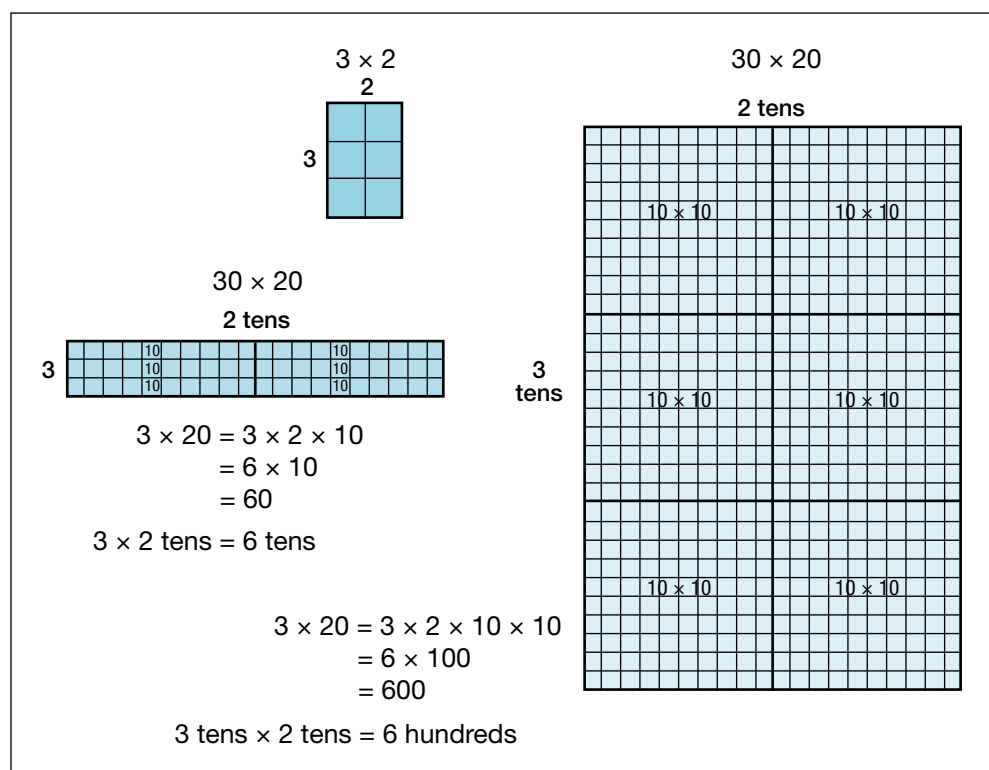 3 × 2
2
3
30 × 20
2 tens
3
10
10
10
10
10
10
3 × 20 = 3 × 2 × 10
= 6 × 10
= 60
3 × 2 tens = 6 tens
30 × 20
2 tens
3
tens
10 × 10
10 × 10
10 × 10
10 × 10
10 × 10
10 × 10
3 × 20 = 3 × 2 × 10 × 10
= 6 × 100
= 600
3 tens × 2 tens = 6 hundreds